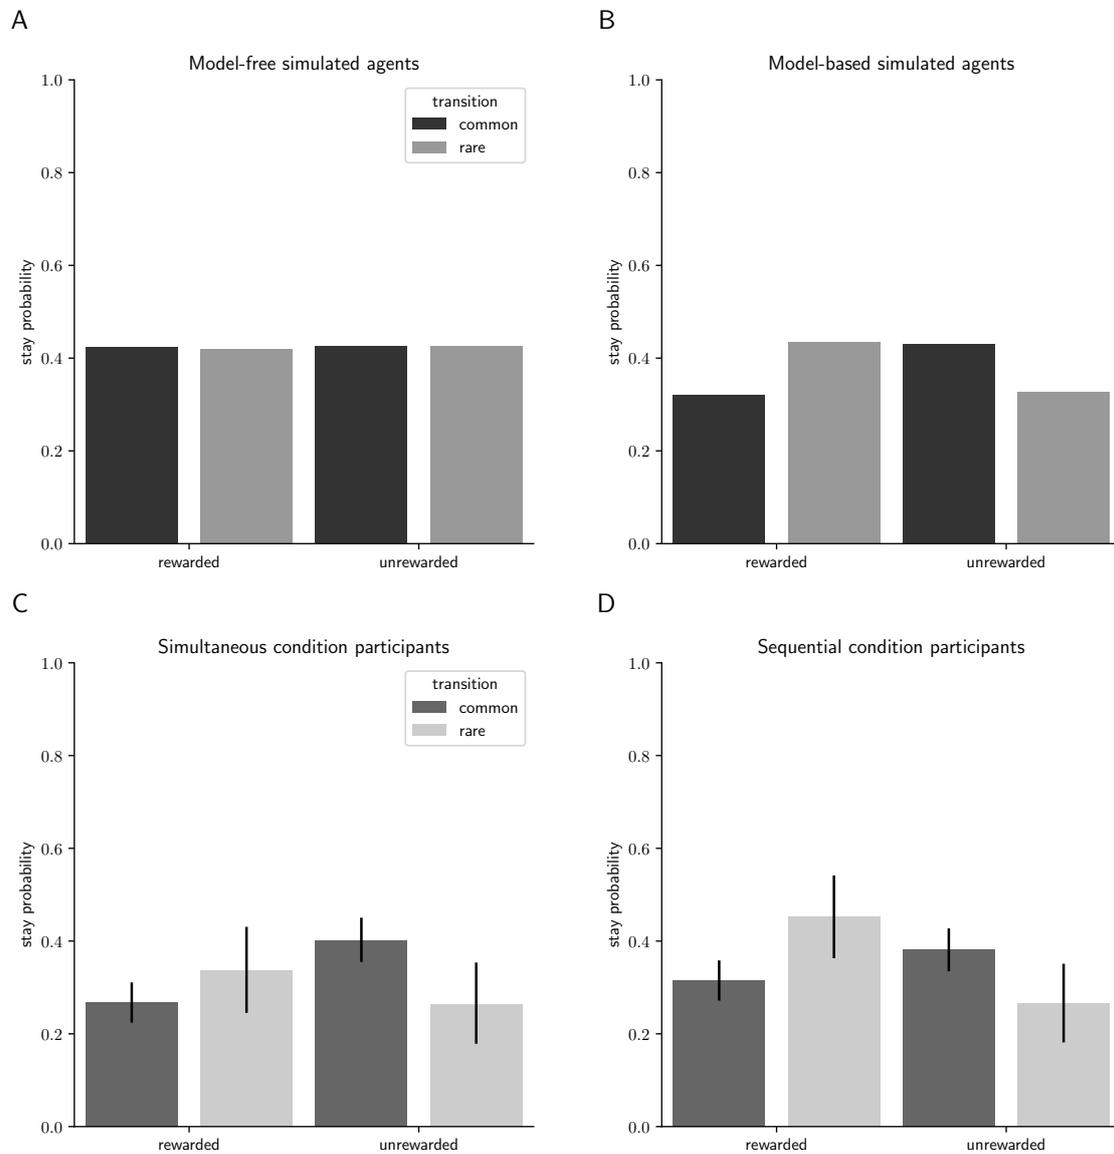 A
Model-free simulated agents
1.0
0.8
0.6
0.4
0.2
0.0
stay probability
transition
common
rare
rewarded
unrewarded
B
Model-based simulated agents
1.0
0.8
0.6
0.4
0.2
0.0
stay probability
rewarded
unrewarded
C
Simultaneous condition participants
1.0
0.8
0.6
0.4
0.2
0.0
stay probability
transition
common
rare
rewarded
unrewarded
D
Sequential condition participants
1.0
0.8
0.6
0.4
0.2
0.0
stay probability
rewarded
unrewarded